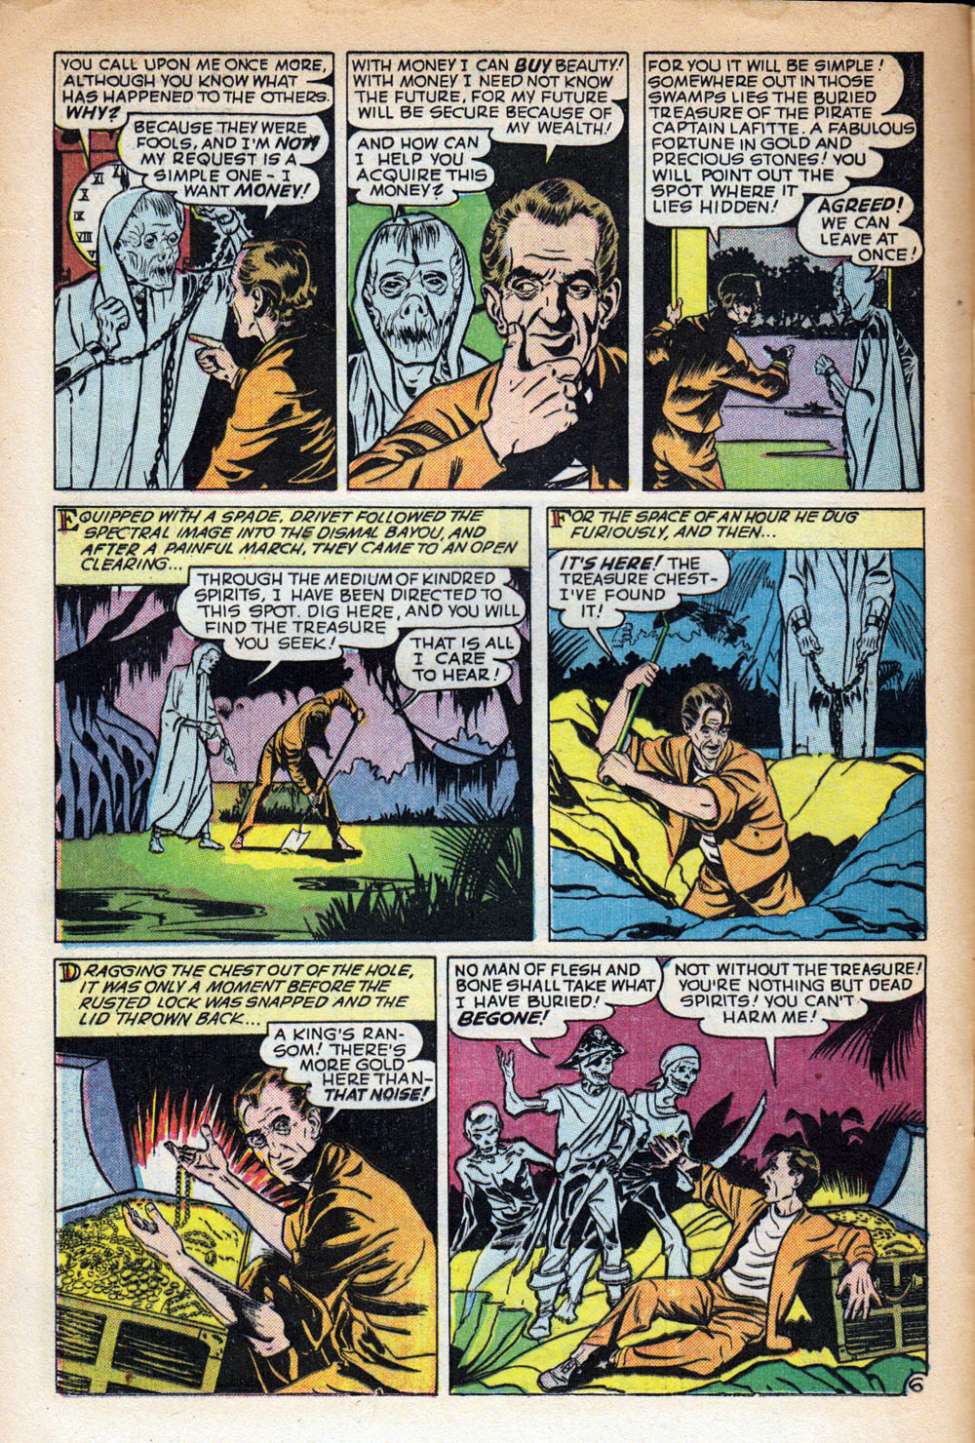 YOU CALL UPON ME ONCE MORE,
ALTHOUGH YOU KNOW WHAT
HAS HAPPENED TO THE OTHERS.
WHY?
BECAUSE THEY WERE
FOOLS, AND I'M NOT!
MY REQUEST IS A
SIMPLE ONE - I
WANT MONEY!
XI
X
IX
VIII
VII
WITH MONEY I CAN BUY BEAUTY!
WITH MONEY I NEED NOT KNOW
THE FUTURE, FOR MY FUTURE
WILL BE SECURE BECAUSE OF
MY WEALTH!
AND HOW CAN
I HELP YOU
ACQUIRE THIS
MONEY?
FOR YOU IT WILL BE SIMPLE!
SOMEWHERE OUT IN THOSE
SWAMPS LIES THE BURIED
TREASURE OF THE PIRATE
CAPTAIN LAFITTE. A FABULOUS
FORTUNE IN GOLD AND
PRECIOUS STONES! YOU
WILL POINT OUT THE
SPOT WHERE IT
LIES HIDDEN!
AGREED!
WE CAN
LEAVE AT
ONCE!
EQUIPPED WITH A SPADE, DRIVET FOLLOWED THE
SPECTRAL IMAGE INTO THE DISMAL BAYOU, AND
AFTER A PAINFUL MARCH, THEY CAME TO AN OPEN
CLEARING...
THROUGH THE MEDIUM OF KINDRED
SPIRITS, I HAVE BEEN DIRECTED TO
THIS SPOT. DIG HERE, AND YOU WILL
FIND THE TREASURE
YOU SEEK!
THAT IS ALL
I CARE
TO HEAR!
FOR THE SPACE OF AN HOUR HE DUG
FURIOUSLY, AND THEN...
IT'S HERE! THE
TREASURE CHEST-
I'VE FOUND
IT!
DRAGGING THE CHEST OUT OF THE HOLE,
IT WAS ONLY A MOMENT BEFORE THE
RUSTED LOCK WAS SNAPPED AND THE
LID THROWN BACK...
A KING'S RAN-
SOM! THERE'S
MORE GOLD
HERE THAN-
THAT NOISE!
NO MAN OF FLESH AND
BONE SHALL TAKE WHAT
I HAVE BURIED!
BEGONE!
NOT WITHOUT THE TREASURE!
YOU'RE NOTHING BUT DEAD
SPIRITS! YOU CAN'T
HARM ME!
6